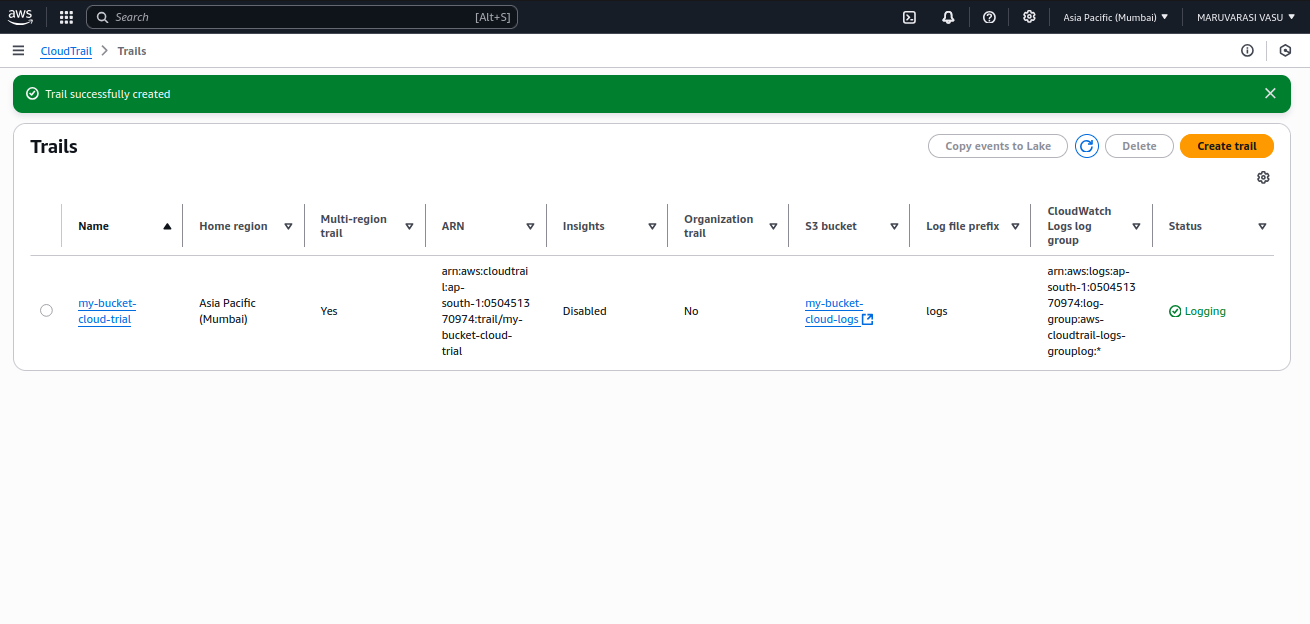 aws
Search [Alt+S]
Asia Pacific (Mumbai)
MARUVARASI VASU
CloudTrail
Trails
Trail successfully created
Trails
Copy events to Lake
Delete
Create trail
Name
Home region
Multi-region
trail
ARN
Insights
Organization
trail
S3 bucket
Log file prefix
CloudWatch
Logs log
group
Status
my-bucket-
cloud-trial
Asia Pacific
(Mumbai)
Yes
arn:aws:cloudtrai
l:ap-
south-1:0504513
70974:trail/my-
bucket-cloud-
trial
Disabled
No
my-bucket-
cloud-logs
logs
arn:aws:logs:ap-
south-1:0504513
70974:log-
group:aws-
cloudtrail-logs-
grouplog:*
Logging